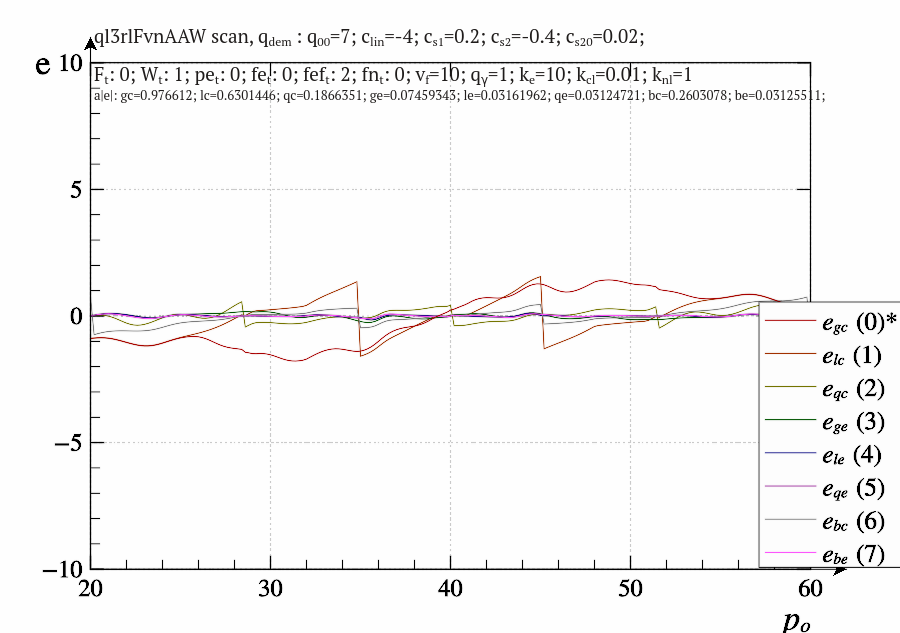 ql3rlFvnAAW scan, q_dem : q_00=7; c_lin=-4; c_s1=0.2; c_s2=-0.4; c_s20=0.02;
F_t: 0; W_t: 1; pe_t: 0; fe_t: 0; fef_t: 2; fn_t: 0; v_f=10; q_γ=1; k_e=10; k_cl=0.01; k_nl=1
a|e|: gc=0.976612; lc=0.6301446; qc=0.1866351; ge=0.07459343; le=0.03161962; qe=0.03124721; bc=0.2603078; be=0.03125511;
e
10
5
0
−5
−10
20 30 40 50 60
p_o
e_gc (0)*
e_lc (1)
e_qc (2)
e_ge (3)
e_le (4)
e_qe (5)
e_bc (6)
e_be (7)